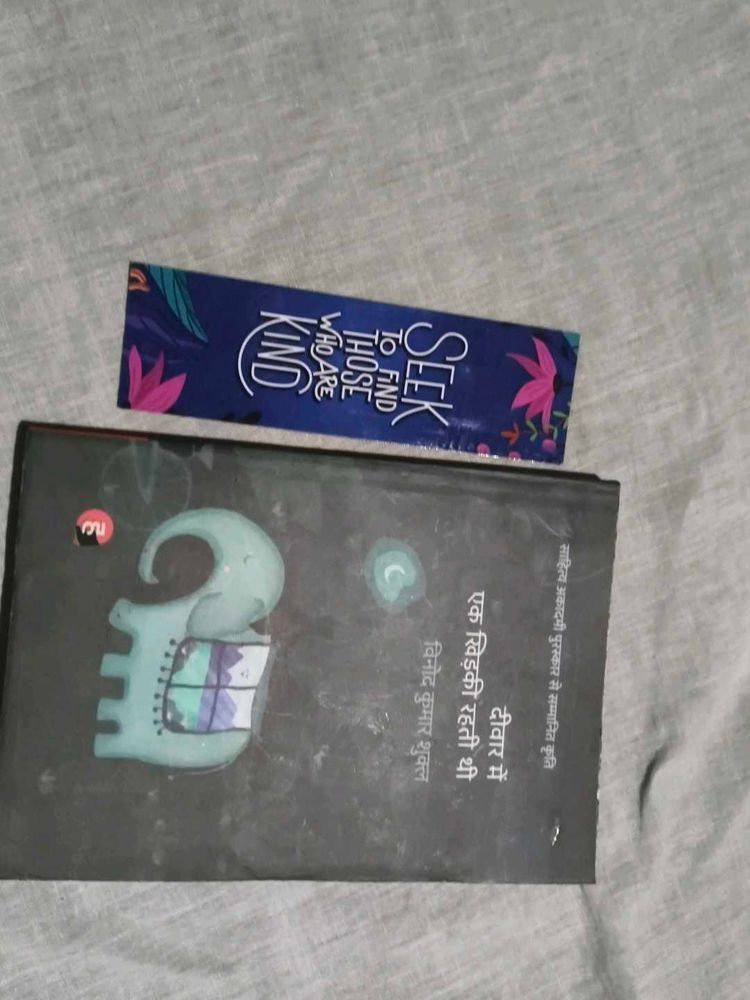 SEEK
TO FIND
THOSE
WHO ARE
KIND
साहित्य अकादमी पुरस्कार से सम्मानित कृति
दीवार में
एक खिड़की रहती थी
विनोद कुमार शुक्ल